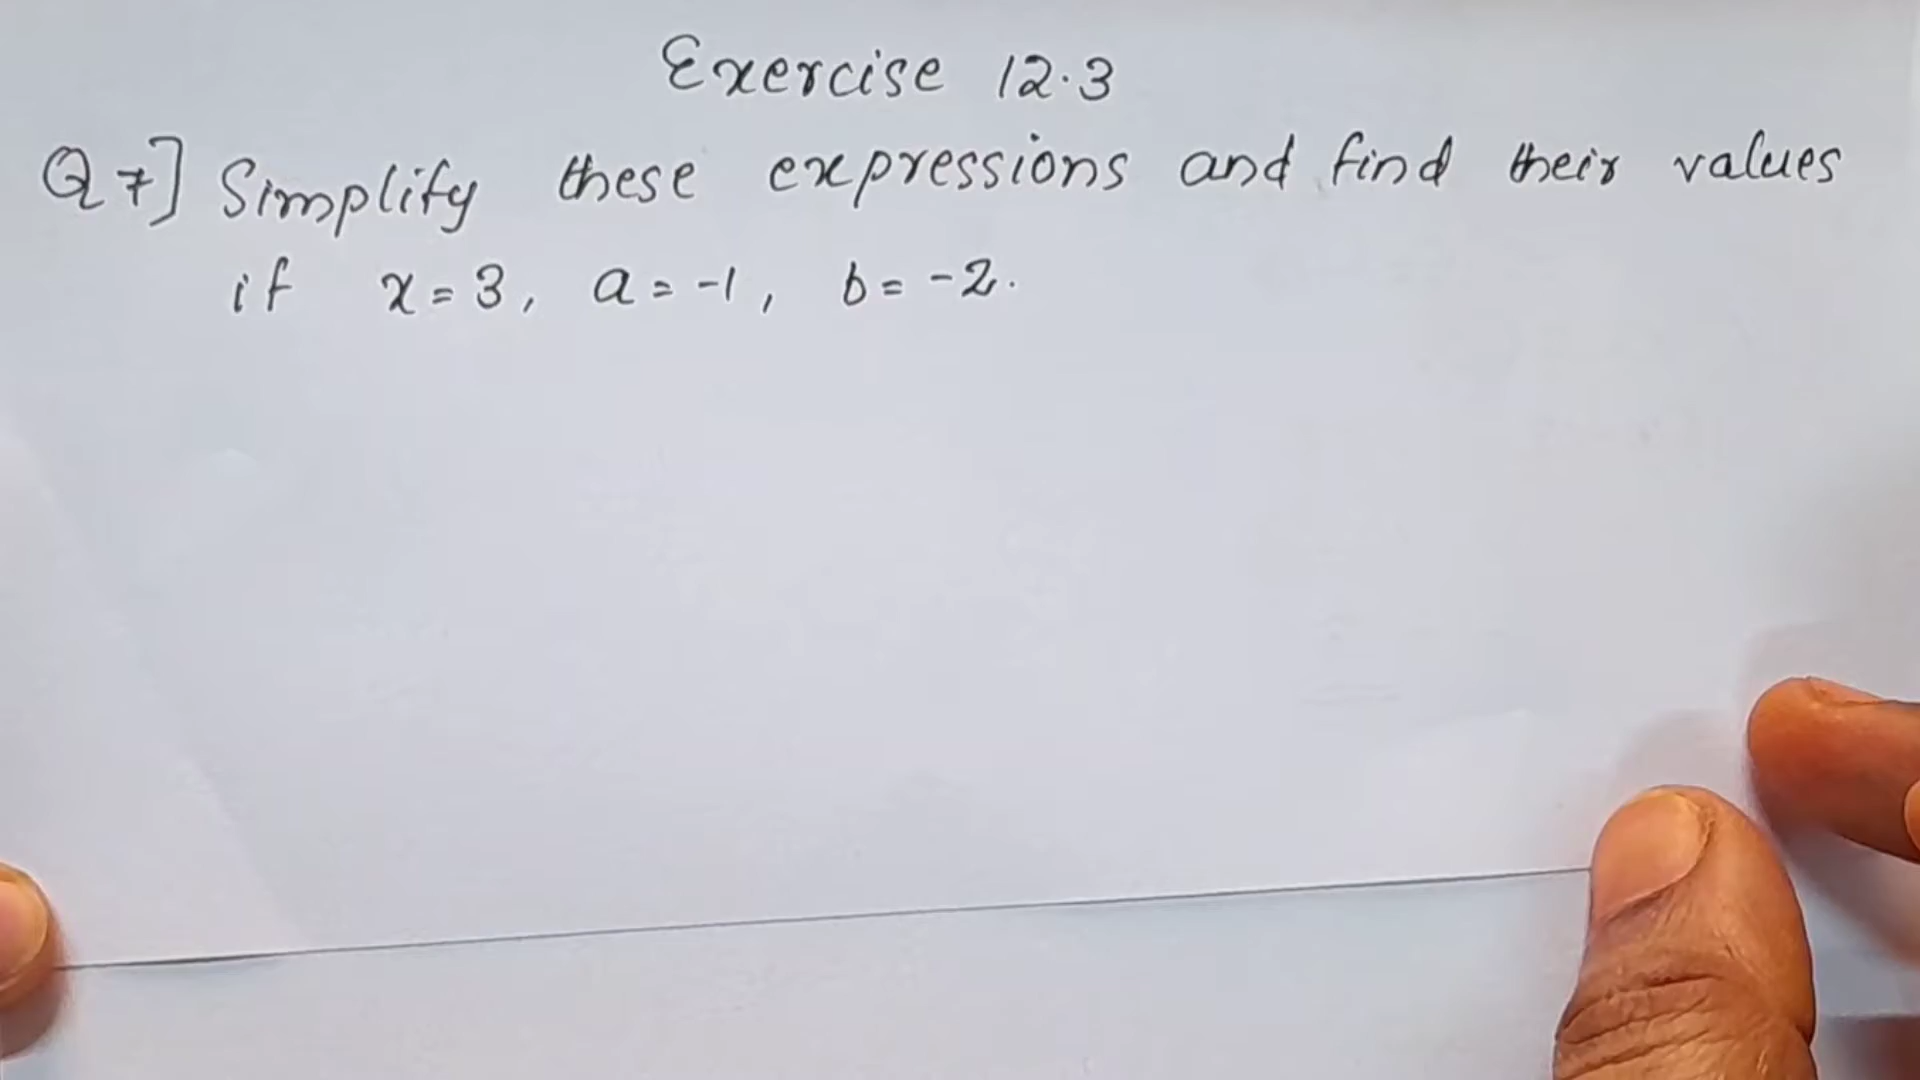 Exercise 12.3
Q7] Simplify these expressions and find their values
if x=3, a=-1, b=-2.